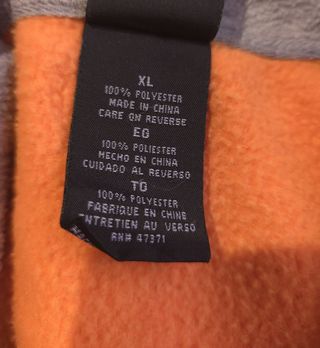 XL
100% POLYESTER
MADE IN CHINA
CARE ON REVERSE
EG
100% POLIESTER
HECHO EN CHINA
CUIDADO AL REVERSO
TG
100% POLYESTER
FABRIQUE EN CHINE
ENTRETIEN AU VERSO
RN# 47371